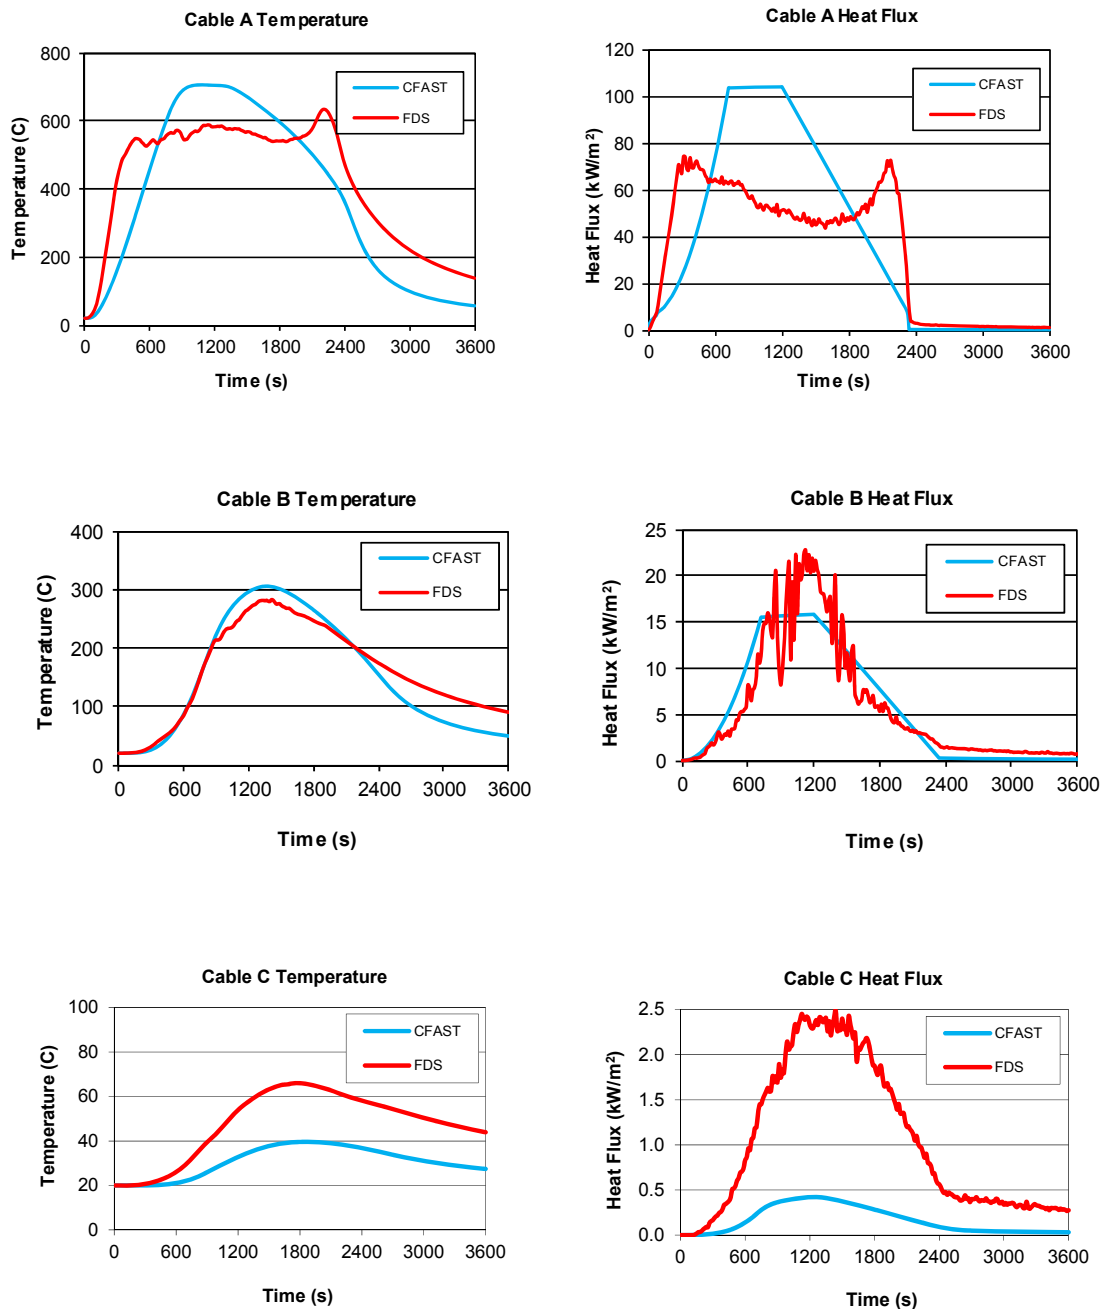 Cable A Temperature
800
600
400
200
0
0 600 1200 1800 2400 3000 3600
Temperature (C)
Time (s)
CFAST
FDS
Cable A Heat Flux
120
100
80
60
40
20
0
0 600 1200 1800 2400 3000 3600
Heat Flux (kW/m²)
Time (s)
CFAST
FDS
Cable B Temperature
400
300
200
100
0
0 600 1200 1800 2400 3000 3600
Temperature (C)
Time (s)
CFAST
FDS
Cable B Heat Flux
25
20
15
10
5
0
0 600 1200 1800 2400 3000 3600
Heat Flux (kW/m²)
Time (s)
CFAST
FDS
Cable C Temperature
100
80
60
40
20
0
0 600 1200 1800 2400 3000 3600
Temperature (C)
Time (s)
CFAST
FDS
Cable C Heat Flux
2.5
2.0
1.5
1.0
0.5
0.0
0 600 1200 1800 2400 3000 3600
Heat Flux (kW/m²)
Time (s)
CFAST
FDS